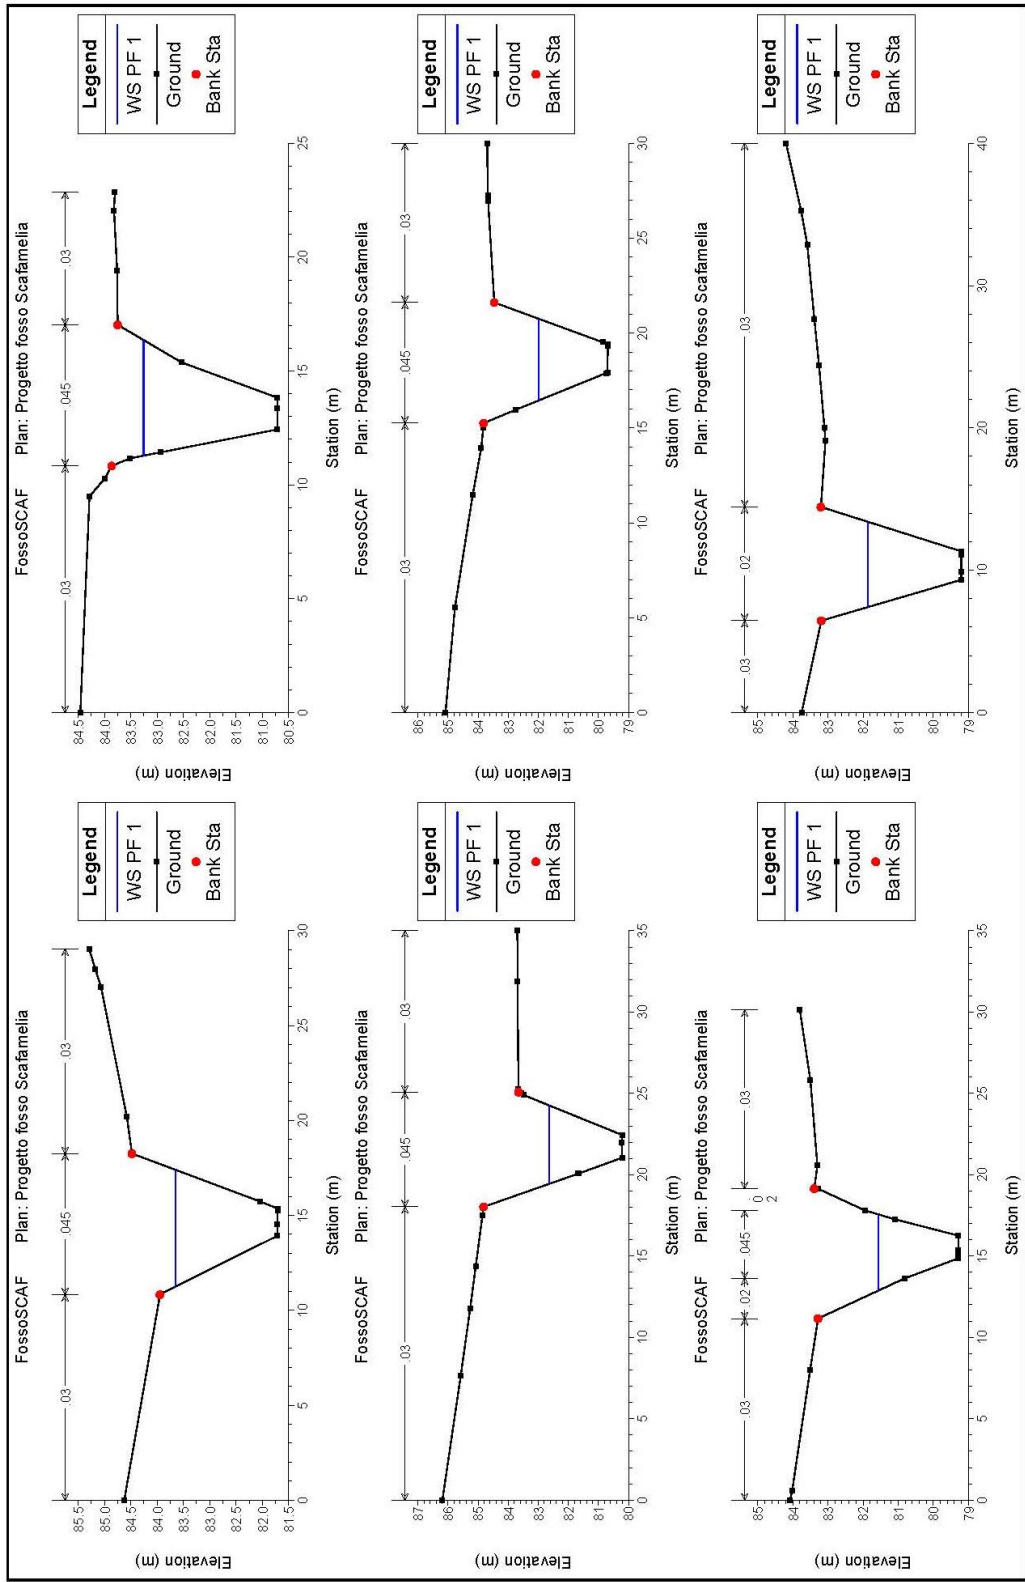 FossoSCAF Plan: Progetto fosso Scafamelia
.03
.045
.03
85.5
85.0
84.5
84.0
83.5
83.0
82.5
82.0
81.5
Elevation (m)
0 5 10 15 20 25 30
Station (m)
Legend
WS PF 1
Ground
Bank Sta
FossoSCAF Plan: Progetto fosso Scafamelia
.03
.045
.03
84.5
84.0
83.5
83.0
82.5
82.0
81.5
81.0
80.5
Elevation (m)
0 5 10 15 20 25
Station (m)
Legend
WS PF 1
Ground
Bank Sta
FossoSCAF Plan: Progetto fosso Scafamelia
.03
.045
.03
87
86
85
84
83
82
81
80
Elevation (m)
0 5 10 15 20 25 30 35
Station (m)
Legend
WS PF 1
Ground
Bank Sta
FossoSCAF Plan: Progetto fosso Scafamelia
.03
.045
.03
86
85
84
83
82
81
80
79
Elevation (m)
0 5 10 15 20 25 30
Station (m)
Legend
WS PF 1
Ground
Bank Sta
FossoSCAF Plan: Progetto fosso Scafamelia
.03
.02
.045
.
0
2
.03
85
84
83
82
81
80
79
Elevation (m)
0 5 10 15 20 25 30 35
Station (m)
Legend
WS PF 1
Ground
Bank Sta
FossoSCAF Plan: Progetto fosso Scafamelia
.03
.02
.03
85
84
83
82
81
80
79
Elevation (m)
0 10 20 30 40
Station (m)
Legend
WS PF 1
Ground
Bank Sta